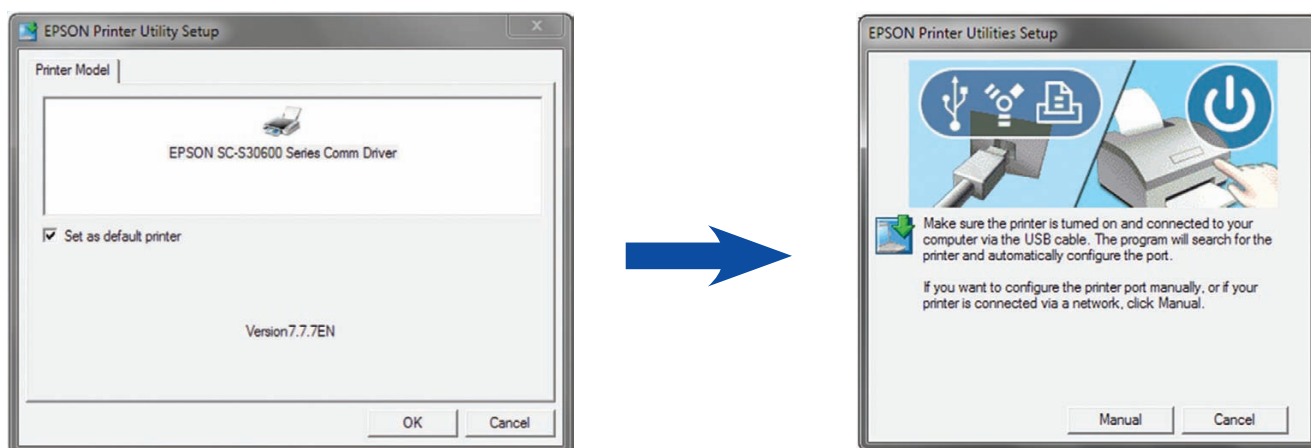 EPSON Printer Utility Setup
Printer Model
EPSON SC-S30600 Series Comm Driver
Set as default printer
Version7.7.7EN
OK
Cancel
EPSON Printer Utilities Setup
Make sure the printer is turned on and connected to your
computer via the USB cable. The program will search for the
printer and automatically configure the port.
If you want to configure the printer port manually, or if your
printer is connected via a network, click Manual.
Manual
Cancel